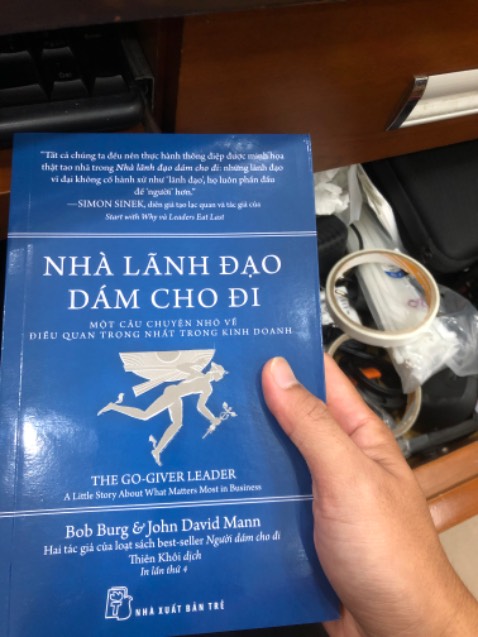 "Tất cả chúng ta đều nên thực hành thông điệp được minh họa
thật tao nhã trong Nhà lãnh đạo dám cho đi: những lãnh đạo
vĩ đại không cố hành xử như 'lãnh đạo', họ luôn phấn đấu
để 'người' hơn."
—SIMON SINEK, diễn giả tạo lạc quan và tác giả của
Start with Why và Leaders Eat Last
NHÀ LÃNH ĐẠO
DÁM CHO ĐI
MỘT CÂU CHUYỆN NHỎ VỀ
ĐIỀU QUAN TRỌNG NHẤT TRONG KINH DOANH
THE GO-GIVER LEADER
A Little Story About What Matters Most in Business
Bob Burg & John David Mann
Hai tác giả của loạt sách best-seller Người dám cho đi
Thiên Khôi dịch
In lần thứ 4
NHÀ XUẤT BẢN TRẺ